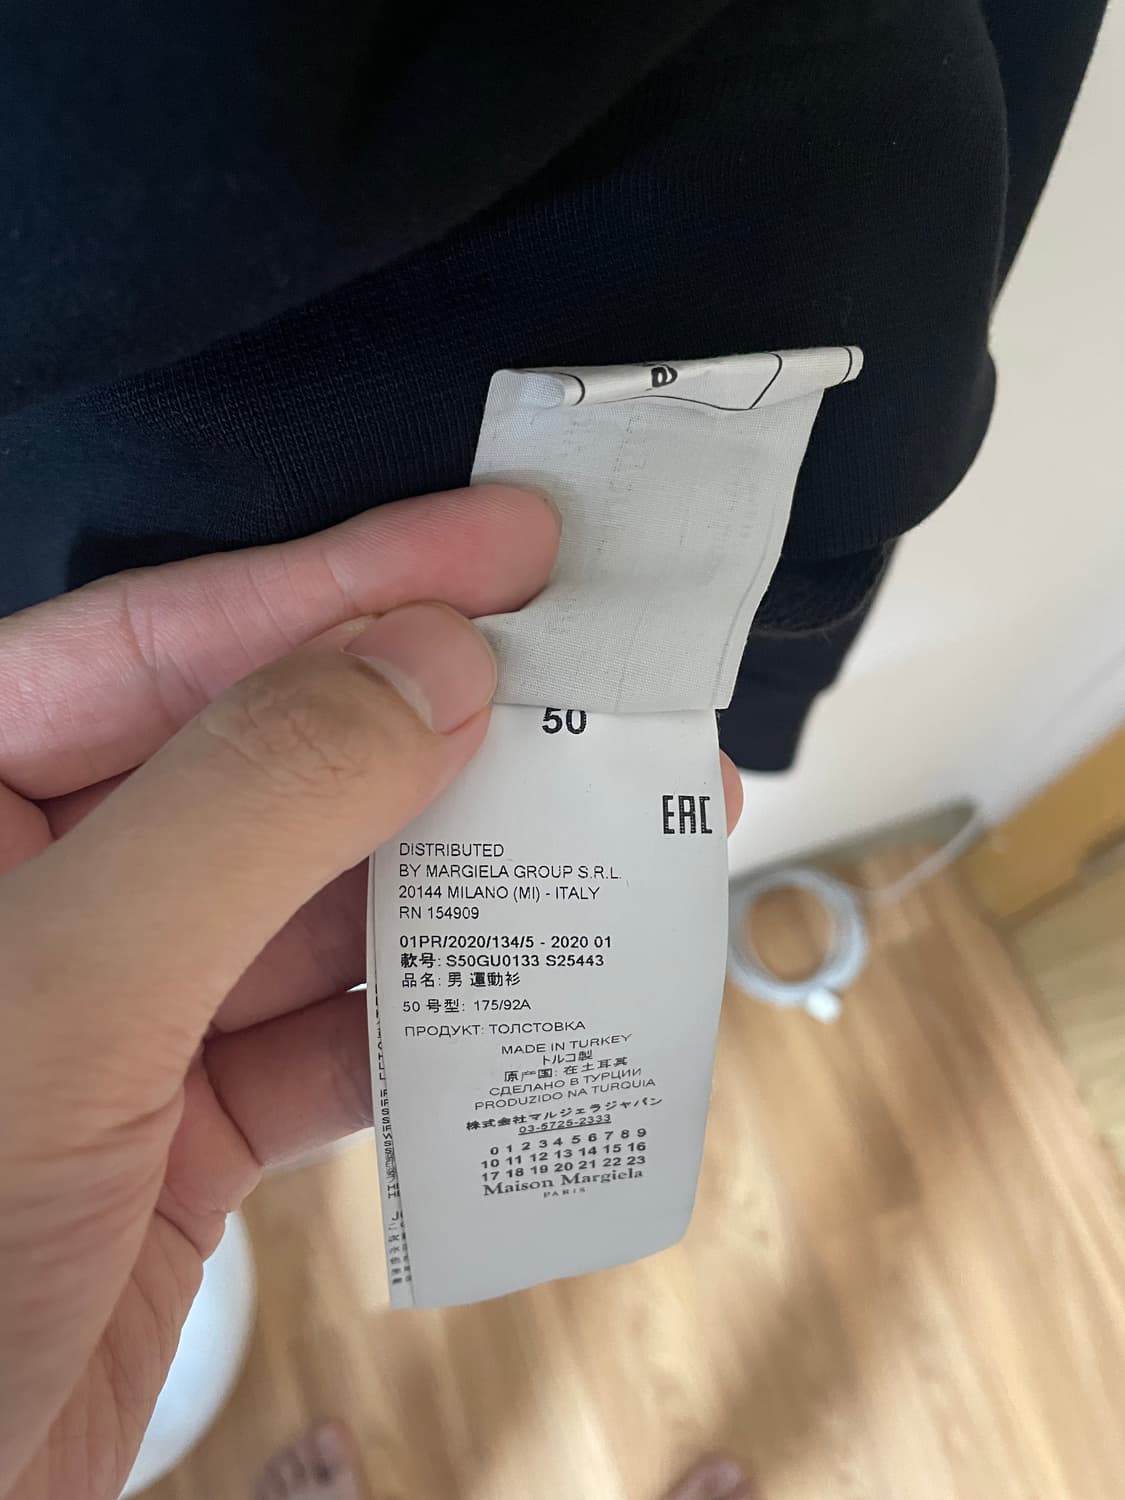 50
EAC
DISTRIBUTED
BY MARGIELA GROUP S.R.L.
20144 MILANO (MI) - ITALY
RN 154909
01PR/2020/134/5 - 2020 01
款号: S50GU0133 S25443
品名: 男 運動衫
50 号型: 175/92A
ПРОДУКТ: ТОЛСТОВКА
MADE IN TURKEY
トルコ製
原产国: 在土耳其
СДЕЛАНО В ТУРЦИИ
PRODUZIDO NA TURQUIA
株式会社マルジェラジャパン
03-5725-2333
0 1 2 3 4 5 6 7 8 9
10 11 12 13 14 15 16
17 18 19 20 21 22 23
Maison Margiela
PARIS